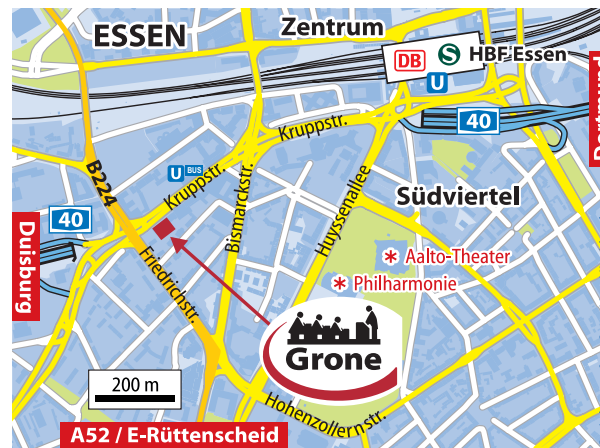 ESSEN
Zentrum
DB
S
HBF-Essen
U
40
Kruppstr.
B224
U BUS
Kruppstr.
Bismarckstr.
Huyssenallee
Südviertel
40
Duisburg
Friedrichstr.
Aalto-Theater
Philharmonie
Grone
200 m
Hohenzollernstr.
A52 / E-Rüttenscheid